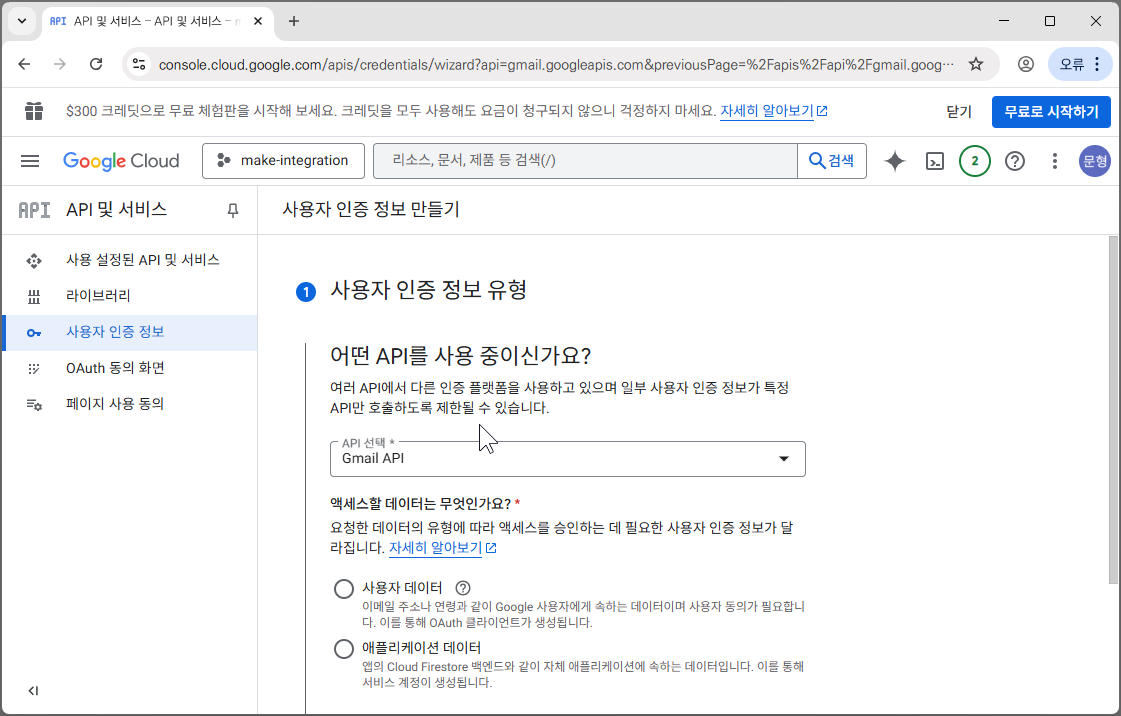 API API 및 서비스 – API 및 서비스 – m
console.cloud.google.com/apis/credentials/wizard?api=gmail.googleapis.com&previousPage=%2Fapis%2Fapi%2Fgmail.goog…
오류
$300 크레딧으로 무료 체험판을 시작해 보세요. 크레딧을 모두 사용해도 요금이 청구되지 않으니 걱정하지 마세요. 자세히 알아보기
닫기
무료로 시작하기
Google Cloud
make-integration
리소스, 문서, 제품 등 검색(/)
검색
2
문형
API API 및 서비스
사용 설정된 API 및 서비스
라이브러리
사용자 인증 정보
OAuth 동의 화면
페이지 사용 동의
사용자 인증 정보 만들기
1 사용자 인증 정보 유형
어떤 API를 사용 중이신가요?
여러 API에서 다른 인증 플랫폼을 사용하고 있으며 일부 사용자 인증 정보가 특정
API만 호출하도록 제한될 수 있습니다.
API 선택 *
Gmail API
액세스할 데이터는 무엇인가요? *
요청한 데이터의 유형에 따라 액세스를 승인하는 데 필요한 사용자 인증 정보가 달
라집니다. 자세히 알아보기
사용자 데이터
이메일 주소나 연령과 같이 Google 사용자에게 속하는 데이터이며 사용자 동의가 필요합니
다. 이를 통해 OAuth 클라이언트가 생성됩니다.
애플리케이션 데이터
앱의 Cloud Firestore 백엔드와 같이 자체 애플리케이션에 속하는 데이터입니다. 이를 통해
서비스 계정이 생성됩니다.